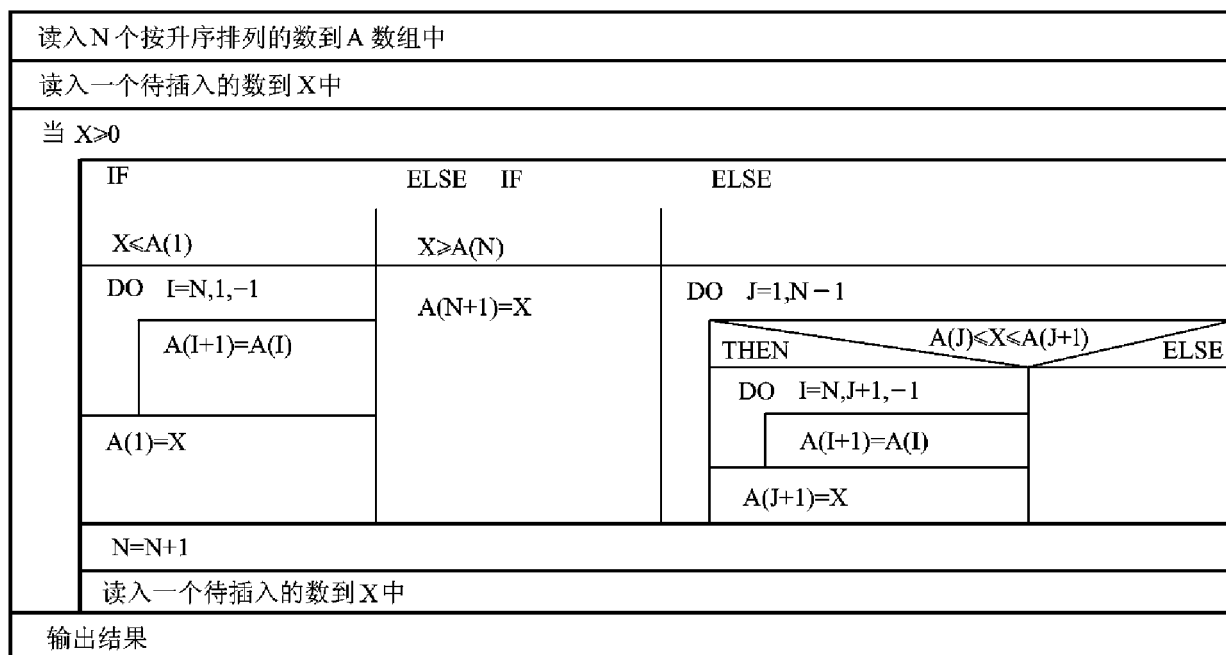 读入N个按升序排列的数到A数组中
读入一个待插入的数到X中
当 X⩾0
IF
ELSE IF
ELSE
X⩽A(1)
X⩾A(N)
DO I=N,1,−1
A(I+1)=A(I)
A(1)=X
A(N+1)=X
DO J=1,N−1
A(J)⩽X⩽A(J+1)
THEN
ELSE
DO I=N,J+1,−1
A(I+1)=A(I)
A(J+1)=X
N=N+1
读入一个待插入的数到X中
输出结果